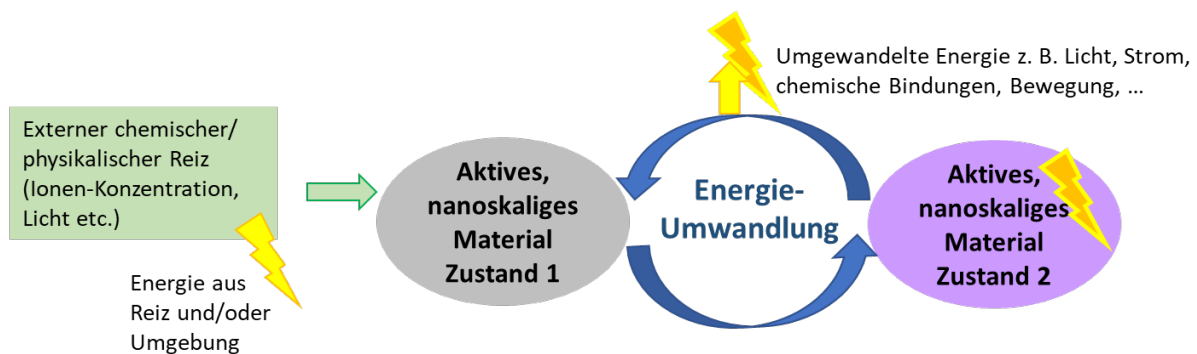 Umgewandelte Energie z. B. Licht, Strom,
chemische Bindungen, Bewegung, …
Externer chemischer/
physikalischer Reiz
(Ionen-Konzentration,
Licht etc.)
Energie aus
Reiz und/oder
Umgebung
Aktives,
nanoskaliges
Material
Zustand 1
Energie-
Umwandlung
Aktives,
nanoskaliges
Material
Zustand 2